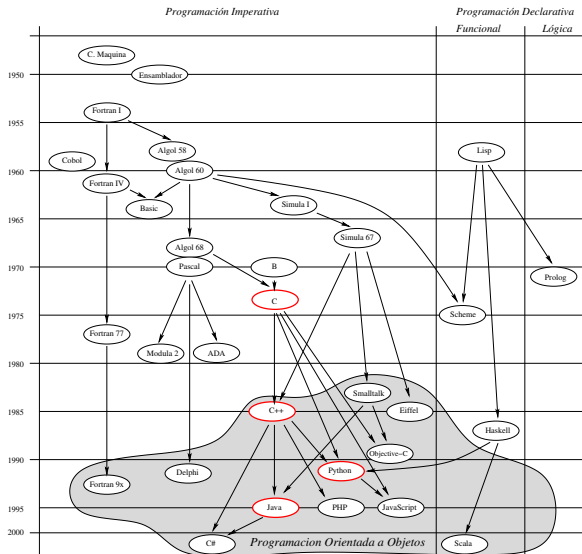 Programación Imperativa
Programación Declarativa
Funcional
Lógica
C. Maquina
1950
Ensamblador
Fortran I
1955
Algol 58
Lisp
Cobol
1960
Algol 60
Fortran IV
Basic
Simula I
1965
Simula 67
Algol 68
1970
Pascal
B
Prolog
C
1975
Scheme
Fortran 77
Modula 2
ADA
1980
Smalltalk
1985
C++
Eiffel
Haskell
Objective-C
1990
Delphi
Python
Fortran 9x
1995
Java
PHP
JavaScript
2000
C#
Programacion Orientada a Objetos
Scala